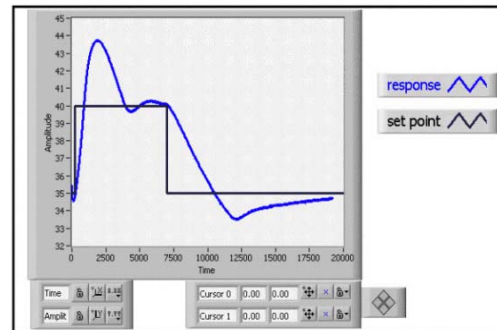 45
44
43
42
41
40
39
38
37
36
35
34
33
32
Amplitude
0 2500 5000 7500 10000 12500 15000 17500 20000
Time
response
set point
Time
Cursor 0 0.00 0.00
Amplit
Cursor 1 0.00 0.00